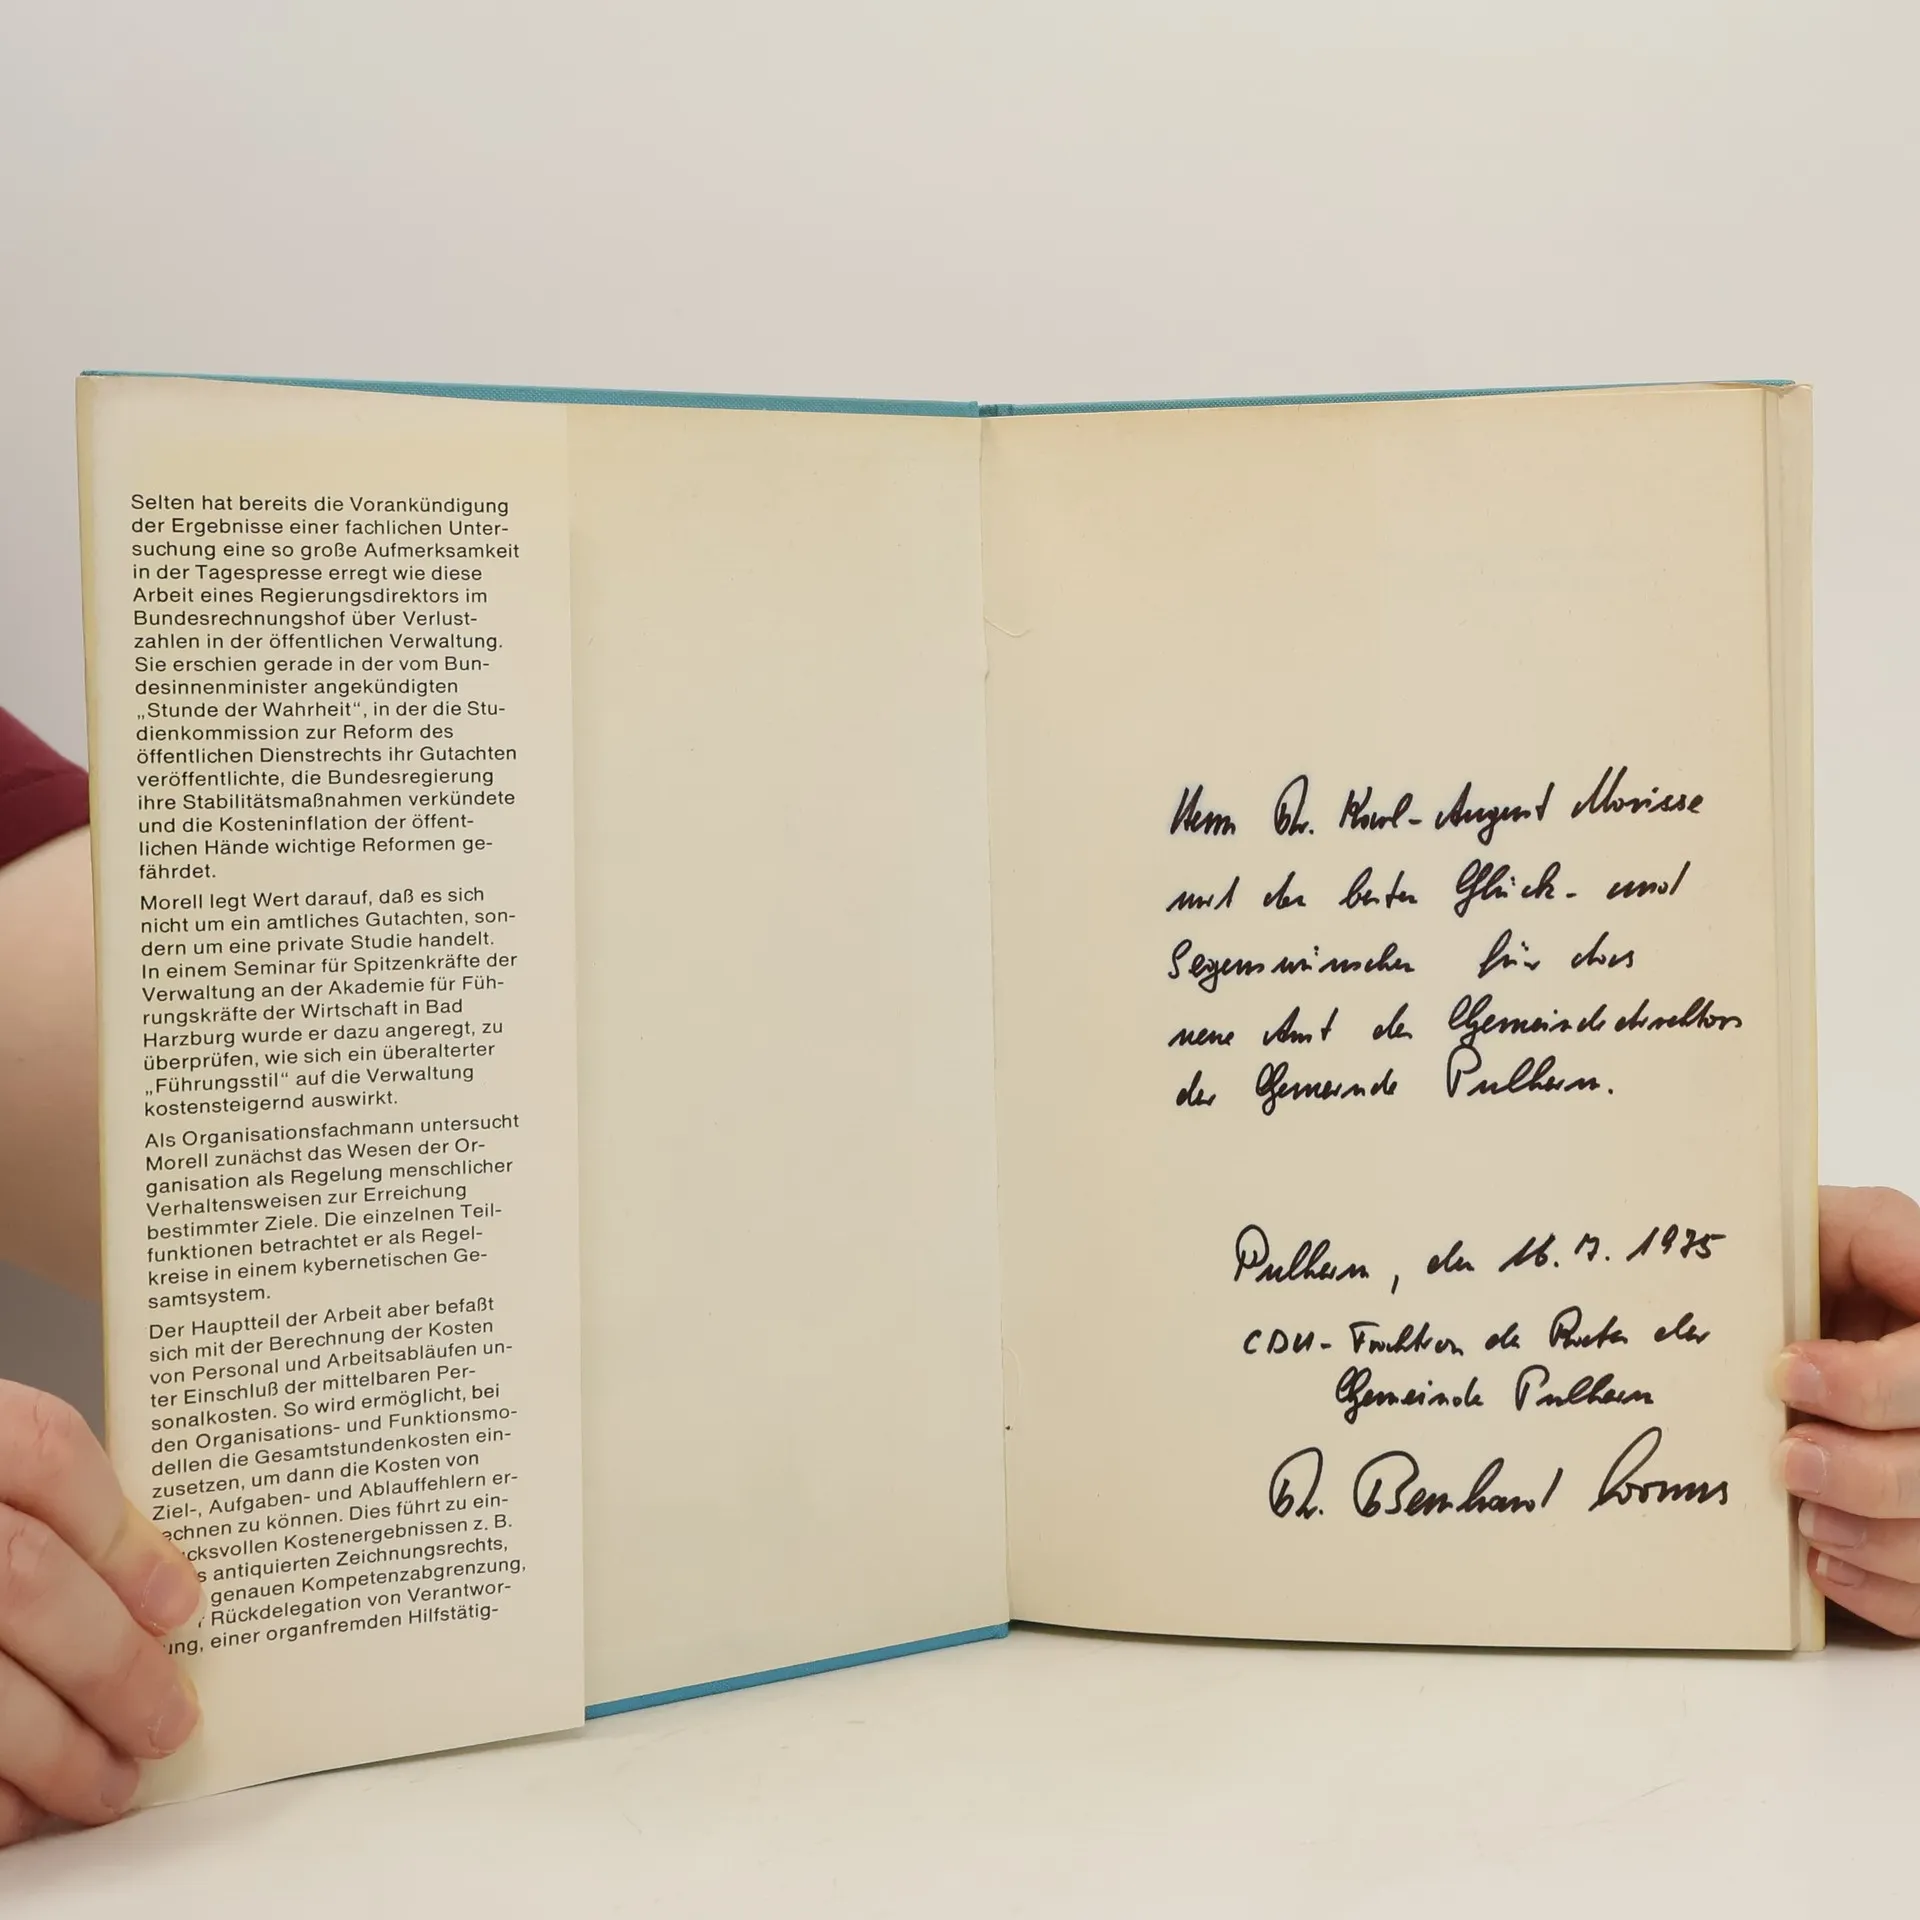 Selten hat bereits die Vorankündigung
der Ergebnisse einer fachlichen Unter-
suchung eine so große Aufmerksamkeit
in der Tagespresse erregt wie diese
Arbeit eines Regierungsdirektors im
Bundesrechnungshof über Verlust-
zahlen in der öffentlichen Verwaltung.
Sie erschien gerade in der vom Bun-
desinnenminister angekündigten
„Stunde der Wahrheit“, in der die Stu-
dienkommission zur Reform des
öffentlichen Dienstrechts ihr Gutachten
veröffentlichte, die Bundesregierung
ihre Stabilitätsmaßnahmen verkündete
und die Kosteninflation der öffent-
lichen Hände wichtige Reformen ge-
fährdet.
Morell legt Wert darauf, daß es sich
nicht um ein amtliches Gutachten, son-
dern um eine private Studie handelt.
In einem Seminar für Spitzenkräfte der
Verwaltung an der Akademie für Füh-
rungskräfte der Wirtschaft in Bad
Harzburg wurde er dazu angeregt, zu
überprüfen, wie sich ein überalterter
„Führungsstil“ auf die Verwaltung
kostensteigernd auswirkt.
Als Organisationsfachmann untersucht
Morell zunächst das Wesen der Or-
ganisation als Regelung menschlicher
Verhaltensweisen zur Erreichung
bestimmter Ziele. Die einzelnen Teil-
funktionen betrachtet er als Regel-
kreise in einem kybernetischen Ge-
samtsystem.
Der Hauptteil der Arbeit aber befaßt
sich mit der Berechnung der Kosten
von Personal und Arbeitsabläufen un-
ter Einschluß der mittelbaren Per-
sonalkosten. So wird ermöglicht, bei
den Organisations- und Funktionsmo-
dellen die Gesamtstundenkosten ein-
zusetzen, um dann die Kosten von
Ziel-, Aufgaben- und Ablauffehlern er-
echnen zu können. Dies führt zu ein-
cksvollen Kostenergebnissen z. B.
s antiquierten Zeichnungsrechts,
genauen Kompetenzabgrenzung,
r Rückdelegation von Verantwor-
ung, einer organfremden Hilfstätig-
Herrn Dr. Karl-August Morisse
mit den besten Glück- und
Segenswünschen für das
neue Amt des Gemeindedirektors
der Gemeinde Pulheim.
Pulheim, den 16. 7. 1975
CDU-Fraktion des Rates der
Gemeinde Pulheim
Dr. Bernhard Worms